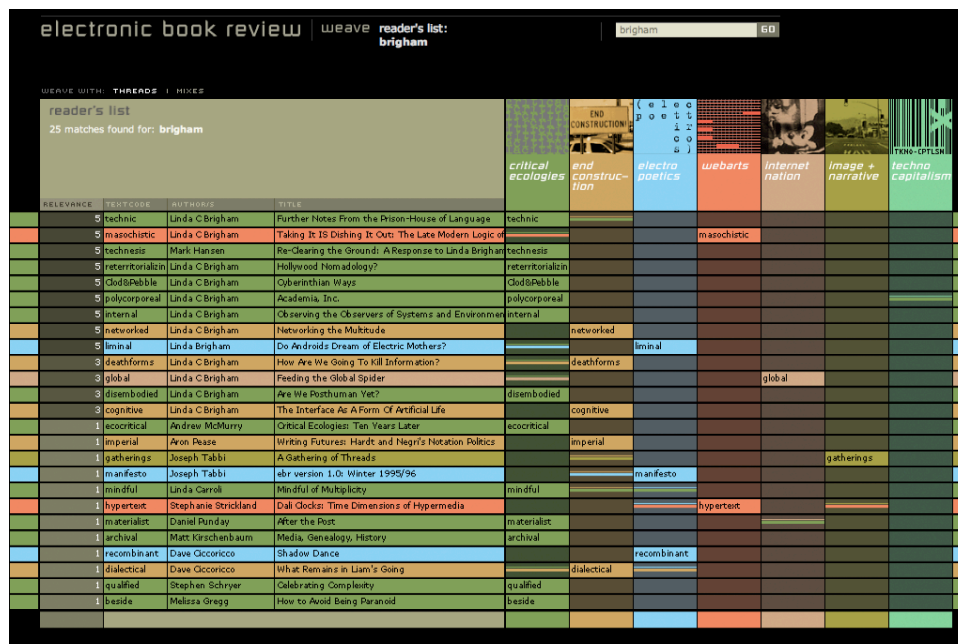 electronic book review weave reader's list: brigham GO
brigham
WEAVE WITH: THREADS | MIXES
reader's list
25 matches found for: brigham
END CONSTRUCTION!
( e l e c
p o e t
i r
c o
s )
TKNO-CPTLSM
critical ecologies end construc-tion electro poetics webarts internet nation image + narrative techno capitalism
RELEVANCE TEXTCODE AUTHOR/S TITLE
5 technic Linda C Brigham Further Notes From the Prison-House of Language technic
5 masochistic Linda C Brigham Taking It IS Dishing It Out: The Late Modern Logic of masochistic
5 technesis Mark Hansen Re-Clearing the Ground: A Response to Linda Brigham technesis
5 reterritorializin Linda C Brigham Hollywood Nomadology? reterritorializin
5 Clod&Pebble Linda C Brigham Cyberinthian Ways Clod&Pebble
5 polycorporeal Linda C Brigham Academia, Inc. polycorporeal
5 internal Linda C Brigham Observing the Observers of Systems and Environmen internal
5 networked Linda C Brigham Networking the Multitude networked
5 liminal Linda Brigham Do Androids Dream of Electric Mothers? liminal
3 deathforms Linda C Brigham How Are We Going To Kill Information? deathforms
3 global Linda C Brigham Feeding the Global Spider global
3 disembodied Linda C Brigham Are We Posthuman Yet? disembodied
3 cognitive Linda C Brigham The Interface As A Form Of Artificial Life cognitive
1 ecocritical Andrew McMurry Critical Ecologies: Ten Years Later ecocritical
1 imperial Aron Pease Writing Futures: Hardt and Negri's Notation Politics imperial
1 gatherings Joseph Tabbi A Gathering of Threads gatherings
1 manifesto Joseph Tabbi ebr version 1.0: Winter 1995/96 manifesto
1 mindful Linda Carroli Mindful of Multiplicity mindful
1 hypertext Stephanie Strickland Dali Clocks: Time Dimensions of Hypermedia hypertext
1 materialist Daniel Punday After the Post materialist
1 archival Matt Kirschenbaum Media, Genealogy, History archival
1 recombinant Dave Ciccoricco Shadow Dance recombinant
1 dialectical Dave Ciccoricco What Remains in Liam's Going dialectical
1 qualified Stephen Schryer Celebrating Complexity qualified
1 beside Melissa Gregg How to Avoid Being Paranoid beside